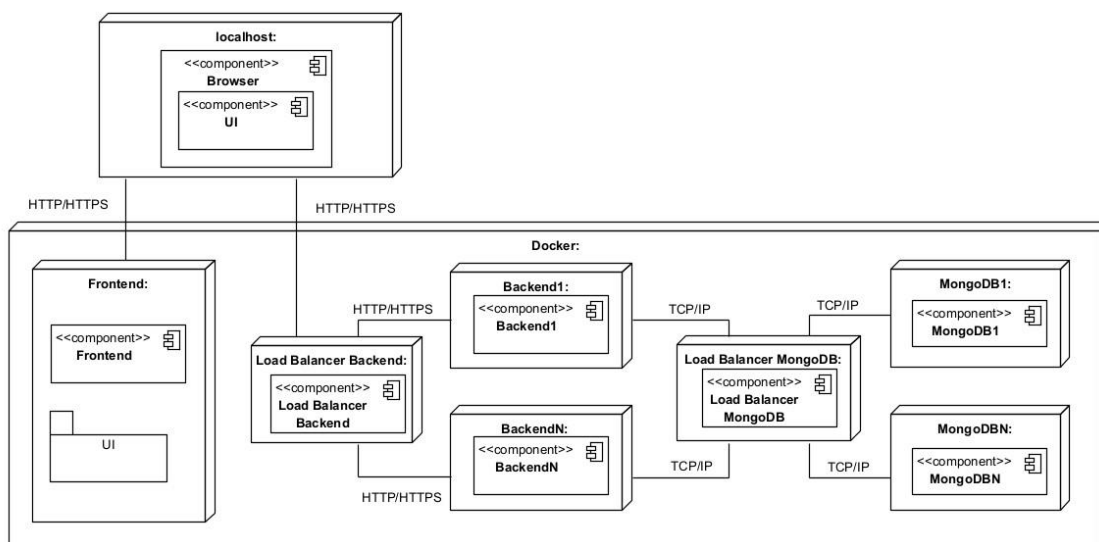 localhost:
<<component>>
Browser
<<component>>
UI
HTTP/HTTPS
HTTP/HTTPS
Docker:
Frontend:
<<component>>
Frontend
UI
Load Balancer Backend:
<<component>>
Load Balancer
Backend
HTTP/HTTPS
HTTP/HTTPS
Backend1:
<<component>>
Backend1
BackendN:
<<component>>
BackendN
TCP/IP
TCP/IP
Load Balancer MongoDB:
<<component>>
Load Balancer
MongoDB
TCP/IP
TCP/IP
MongoDB1:
<<component>>
MongoDB1
MongoDBN:
<<component>>
MongoDBN